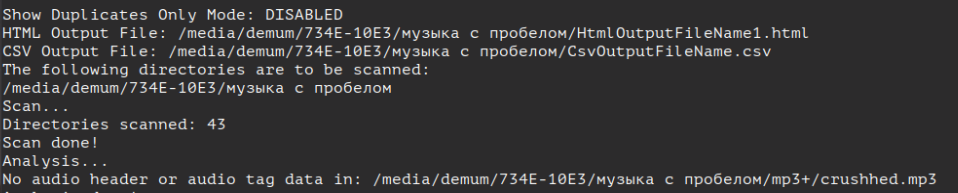 Show Duplicates Only Mode: DISABLED
HTML Output File: /media/demum/734E-10E3/музыка с пробелом/HtmlOutputFileName1.html
CSV Output File: /media/demum/734E-10E3/музыка с пробелом/CsvOutputFileName.csv
The following directories are to be scanned:
/media/demum/734E-10E3/музыка с пробелом
Scan...
Directories scanned: 43
Scan done!
Analysis...
No audio header or audio tag data in: /media/demum/734E-10E3/музыка с пробелом/mp3+/crushhed.mp3